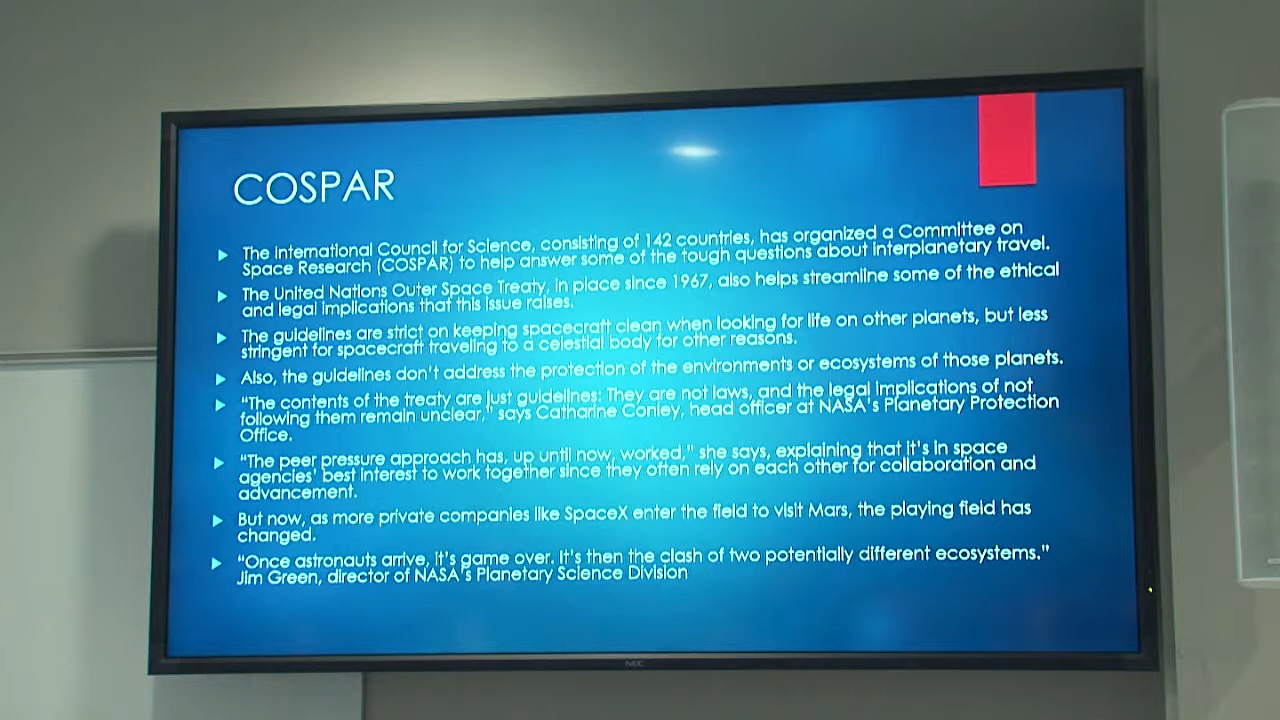 COSPAR
The International Council for Science, consisting of 142 countries, has organized a Committee on
Space Research (COSPAR) to help answer some of the tough questions about interplanetary travel.
The United Nations Outer Space Treaty, in place since 1967, also helps streamline some of the ethical
and legal implications that this issue raises.
The guidelines are strict on keeping spacecraft clean when looking for life on other planets, but less
stringent for spacecraft traveling to a celestial body for other reasons.
Also, the guidelines don't address the protection of the environments or ecosystems of those planets.
“The contents of the treaty are just guidelines: They are not laws, and the legal implications of not
following them remain unclear,” says Catharine Conley, head officer at NASA's Planetary Protection
Office.
“The peer pressure approach has, up until now, worked,” she says, explaining that it's in space
agencies' best interest to work together since they often rely on each other for collaboration and
advancement.
But now, as more private companies like SpaceX enter the field to visit Mars, the playing field has
changed.
“Once astronauts arrive, it's game over. It's then the clash of two potentially different ecosystems.”
Jim Green, director of NASA's Planetary Science Division
NEC